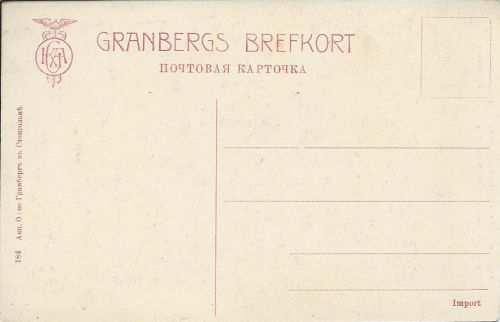 GRANBERGS BREFKORT
ПОЧТОВАЯ КАРТОЧКА
184 Акц. О: во Гранбергъ въ Стокгольмѣ.
Import